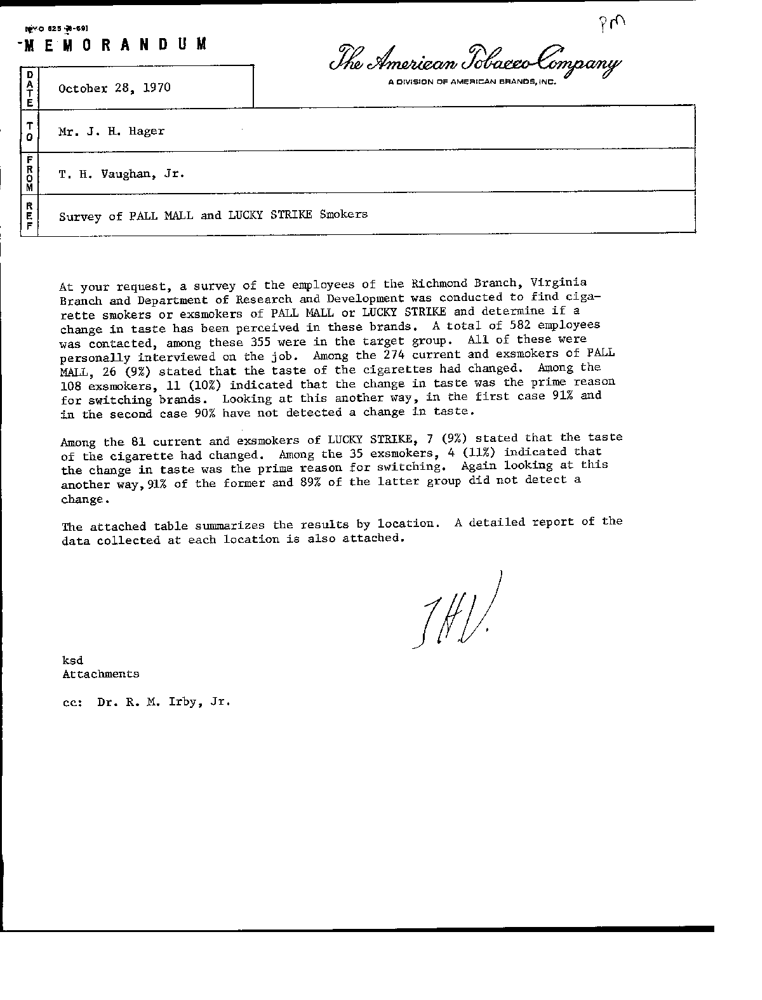 PM
MEMORANDUM
The American Tobacco Company
A DIVISION OF AMERICAN BRANDS, INC.
DATE
October 28, 1970
TO
Mr. J. H. Hager
FROM
T. H. Vaughan, Jr.
REF
Survey of PALL MALL and LUCKY STRIKE Smokers
At your request, a survey of the employees of the Richmond Branch, Virginia
Branch and Department of Research and Development was conducted to find ciga-
rette smokers or exsmokers of PALL MALL or LUCKY STRIKE and determine if a
change in taste has been perceived in these brands. A total of 582 employees
was contacted, among these 355 were in the target group. All of these were
personally interviewed on the job. Among the 274 current and exsmokers of PALL
MALL, 26 (9%) stated that the taste of the cigarettes had changed. Among the
108 exsmokers, 11 (10%) indicated that the change in taste was the prime reason
for switching brands. Looking at this another way, in the first case 91% and
in the second case 90% have not detected a change in taste.
Among the 81 current and exsmokers of LUCKY STRIKE, 7 (9%) stated that the taste
of the cigarette had changed. Among the 35 exsmokers, 4 (11%) indicated that
the change in taste was the prime reason for switching. Again looking at this
another way, 91% of the former and 89% of the latter group did not detect a
change.
The attached table summarizes the results by location. A detailed report of the
data collected at each location is also attached.
THV.
ksd
Attachments
cc: Dr. R. M. Irby, Jr.